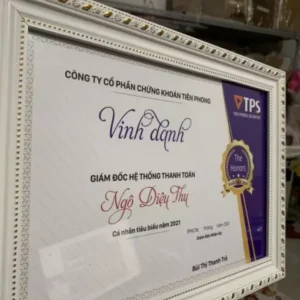 TPS
CÔNG TY CỔ PHẦN CHỨNG KHOÁN TIÊN PHONG
Vinh danh
GIÁM ĐỐC HỆ THỐNG THANH TOÁN
Ngô Diệu Thu
Cá nhân tiêu biểu năm 2021
The
Honors
Bùi Thị Thanh Trà